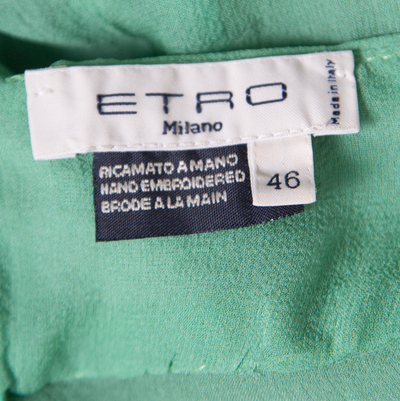 ETRO
Milano
Made in Italy
RICAMATO A MANO
HAND EMBROIDERED
BRODE A LA MAIN
46